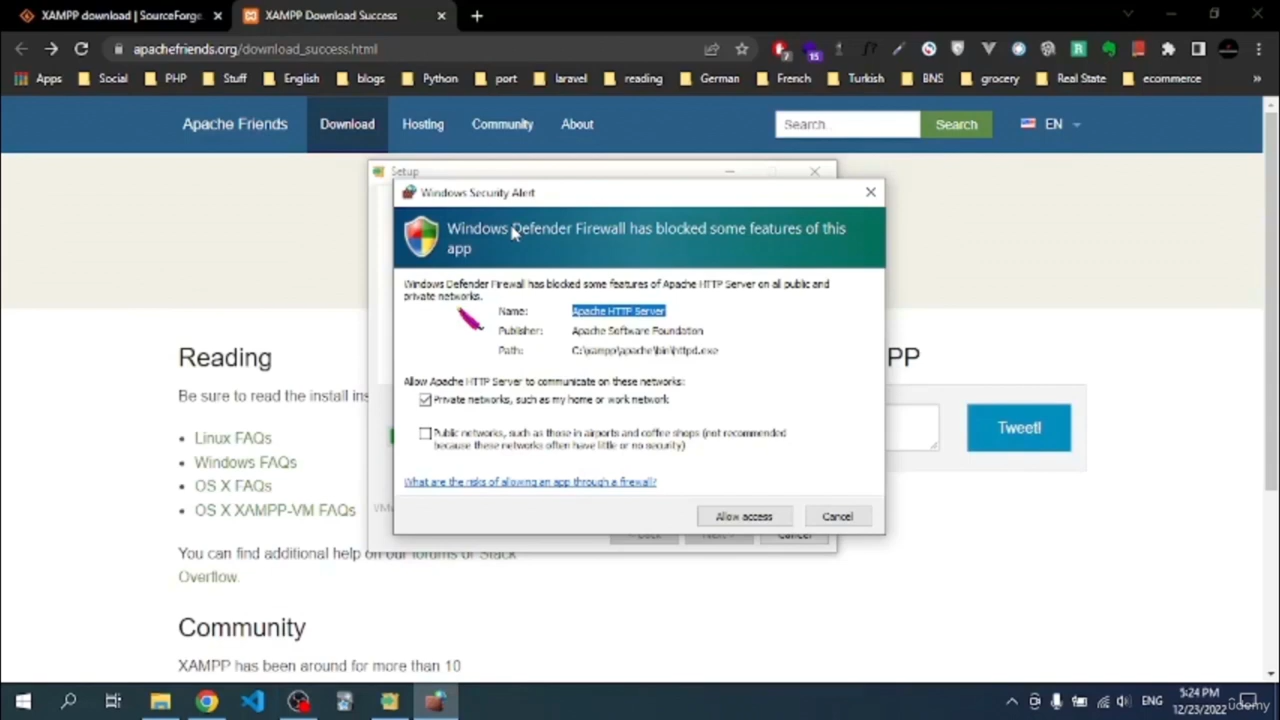 XAMPP download | SourceForge
XAMPP Download Success
apachefriends.org/download_success.html
7
15
Apps
Social
PHP
Stuff
English
blogs
Python
port
laravel
reading
German
French
Turkish
BNS
grocery
Real State
ecommerce
»
Apache Friends
Download
Hosting
Community
About
Search...
Search
EN
Setup
Windows Security Alert
Windows Defender Firewall has blocked some features of this
app
Windows Defender Firewall has blocked some features of Apache HTTP Server on all public and
private networks.
Name: Apache HTTP Server
Publisher: Apache Software Foundation
Path: C:\xampp\apache\bin\httpd.exe
Allow Apache HTTP Server to communicate on these networks:
Private networks, such as my home or work network
Public networks, such as those in airports and coffee shops (not recommended
because these networks often have little or no security)
What are the risks of allowing an app through a firewall?
Allow access
Cancel
Cancel
Reading
PP
Be sure to read the install ins
Tweet!
Linux FAQs
Windows FAQs
OS X FAQs
OS X XAMPP-VM FAQs
You can find additional help on our forums or Stack
Overflow.
Community
XAMPP has been around for more than 10
ENG
5:24 PM
12/23/2022
udemy